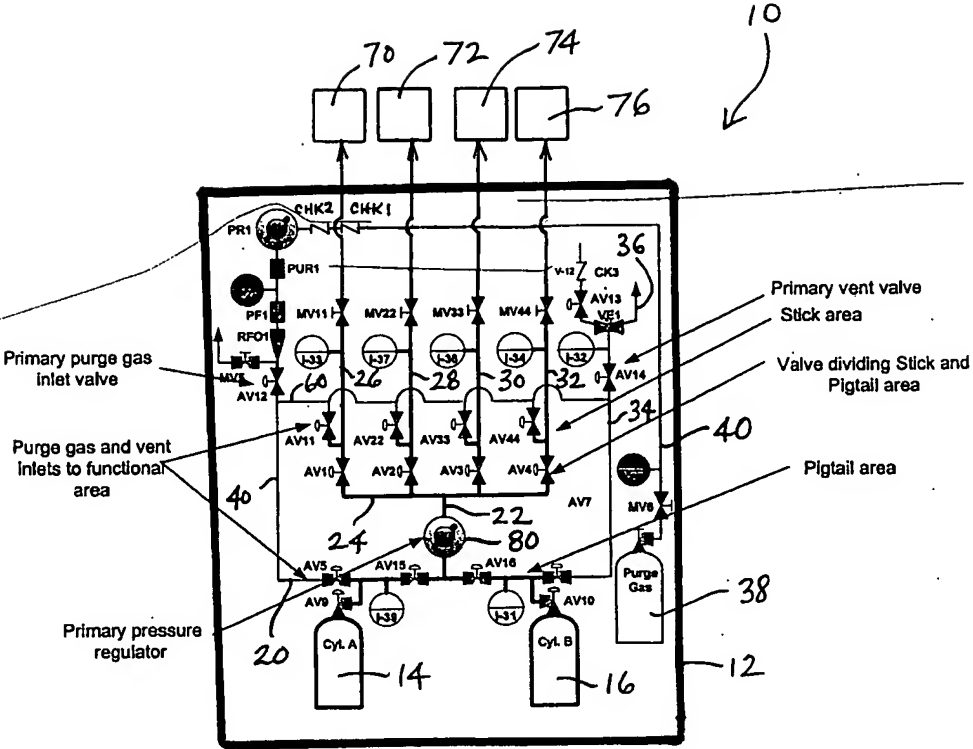 10
70
72
74
76
CHK2
CHK1
PR1
36
PUR1
V-12
CK3
AV13
VE1
PF1
MV11
MV22
MV33
MV44
Primary vent valve
Stick area
RFO1
I-33
I-37
I-34
I-32
Primary purge gas
inlet valve
AV12
60
26
28
30
32
AV14
34
Valve dividing Stick and
Pigtail area
40
AV11
AV22
AV33
AV44
Purge gas and vent
inlets to functional
area
AV1
AV2
AV3
AV4
Pigtail area
40
24
22
AV7
MV6
80
AV5
AV15
AV16
AV9
AV10
Purge
Gas
38
I-31
Primary pressure
regulator
20
Cyl. A
14
Cyl. B
16
12